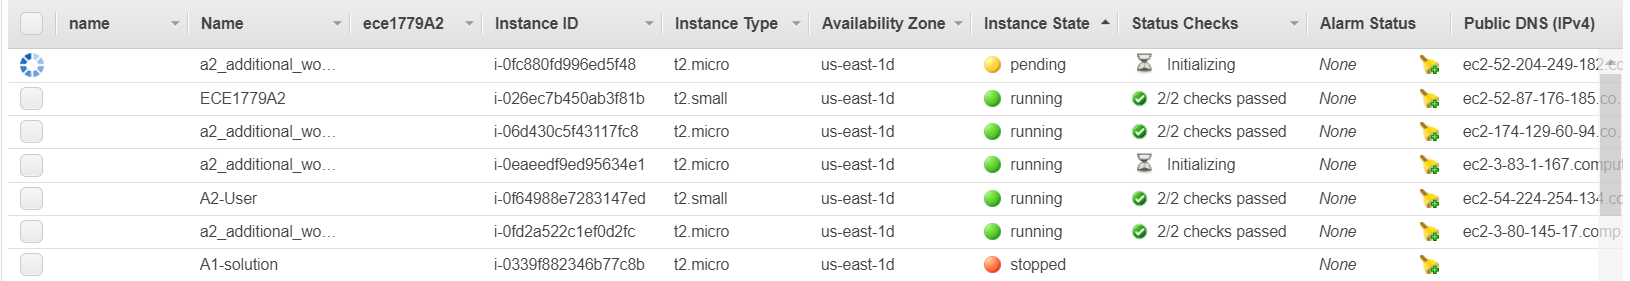 name Name ece1779A2 Instance ID Instance Type Availability Zone Instance State Status Checks Alarm Status Public DNS (IPv4)
a2_additional_wo... i-0fc880fd996ed5f48 t2.micro us-east-1d pending Initializing None ec2-52-204-249-182.co
ECE1779A2 i-026ec7b450ab3f81b t2.small us-east-1d running 2/2 checks passed None ec2-52-87-176-185.co.
a2_additional_wo... i-06d430c5f43117fc8 t2.micro us-east-1d running 2/2 checks passed None ec2-174-129-60-94.co.
a2_additional_wo... i-0eaeedf9ed95634e1 t2.micro us-east-1d running Initializing None ec2-3-83-1-167.comput
A2-User i-0f64988e7283147ed t2.small us-east-1d running 2/2 checks passed None ec2-54-224-254-134.co
a2_additional_wo... i-0fd2a522c1ef0d2fc t2.micro us-east-1d running 2/2 checks passed None ec2-3-80-145-17.comp.
A1-solution i-0339f882346b77c8b t2.micro us-east-1d stopped None